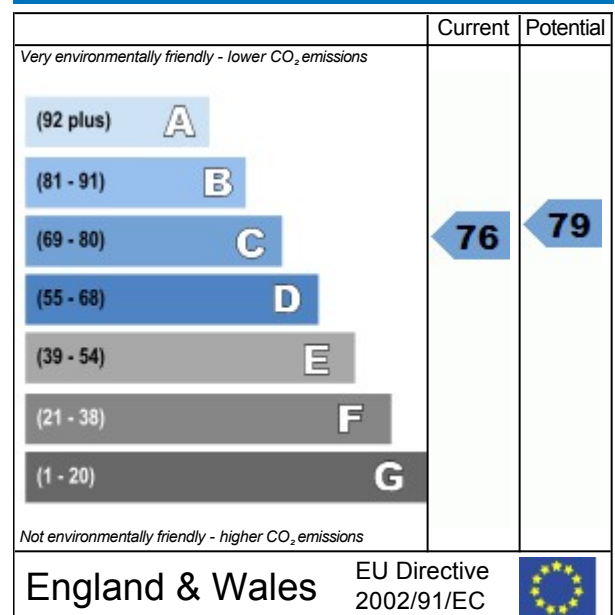 Current Potential
Very environmentally friendly - lower CO₂ emissions
(92 plus) A
(81 - 91) B
(69 - 80) C
76 79
(55 - 68) D
(39 - 54) E
(21 - 38) F
(1 - 20) G
Not environmentally friendly - higher CO₂ emissions
England & Wales
EU Directive
2002/91/EC